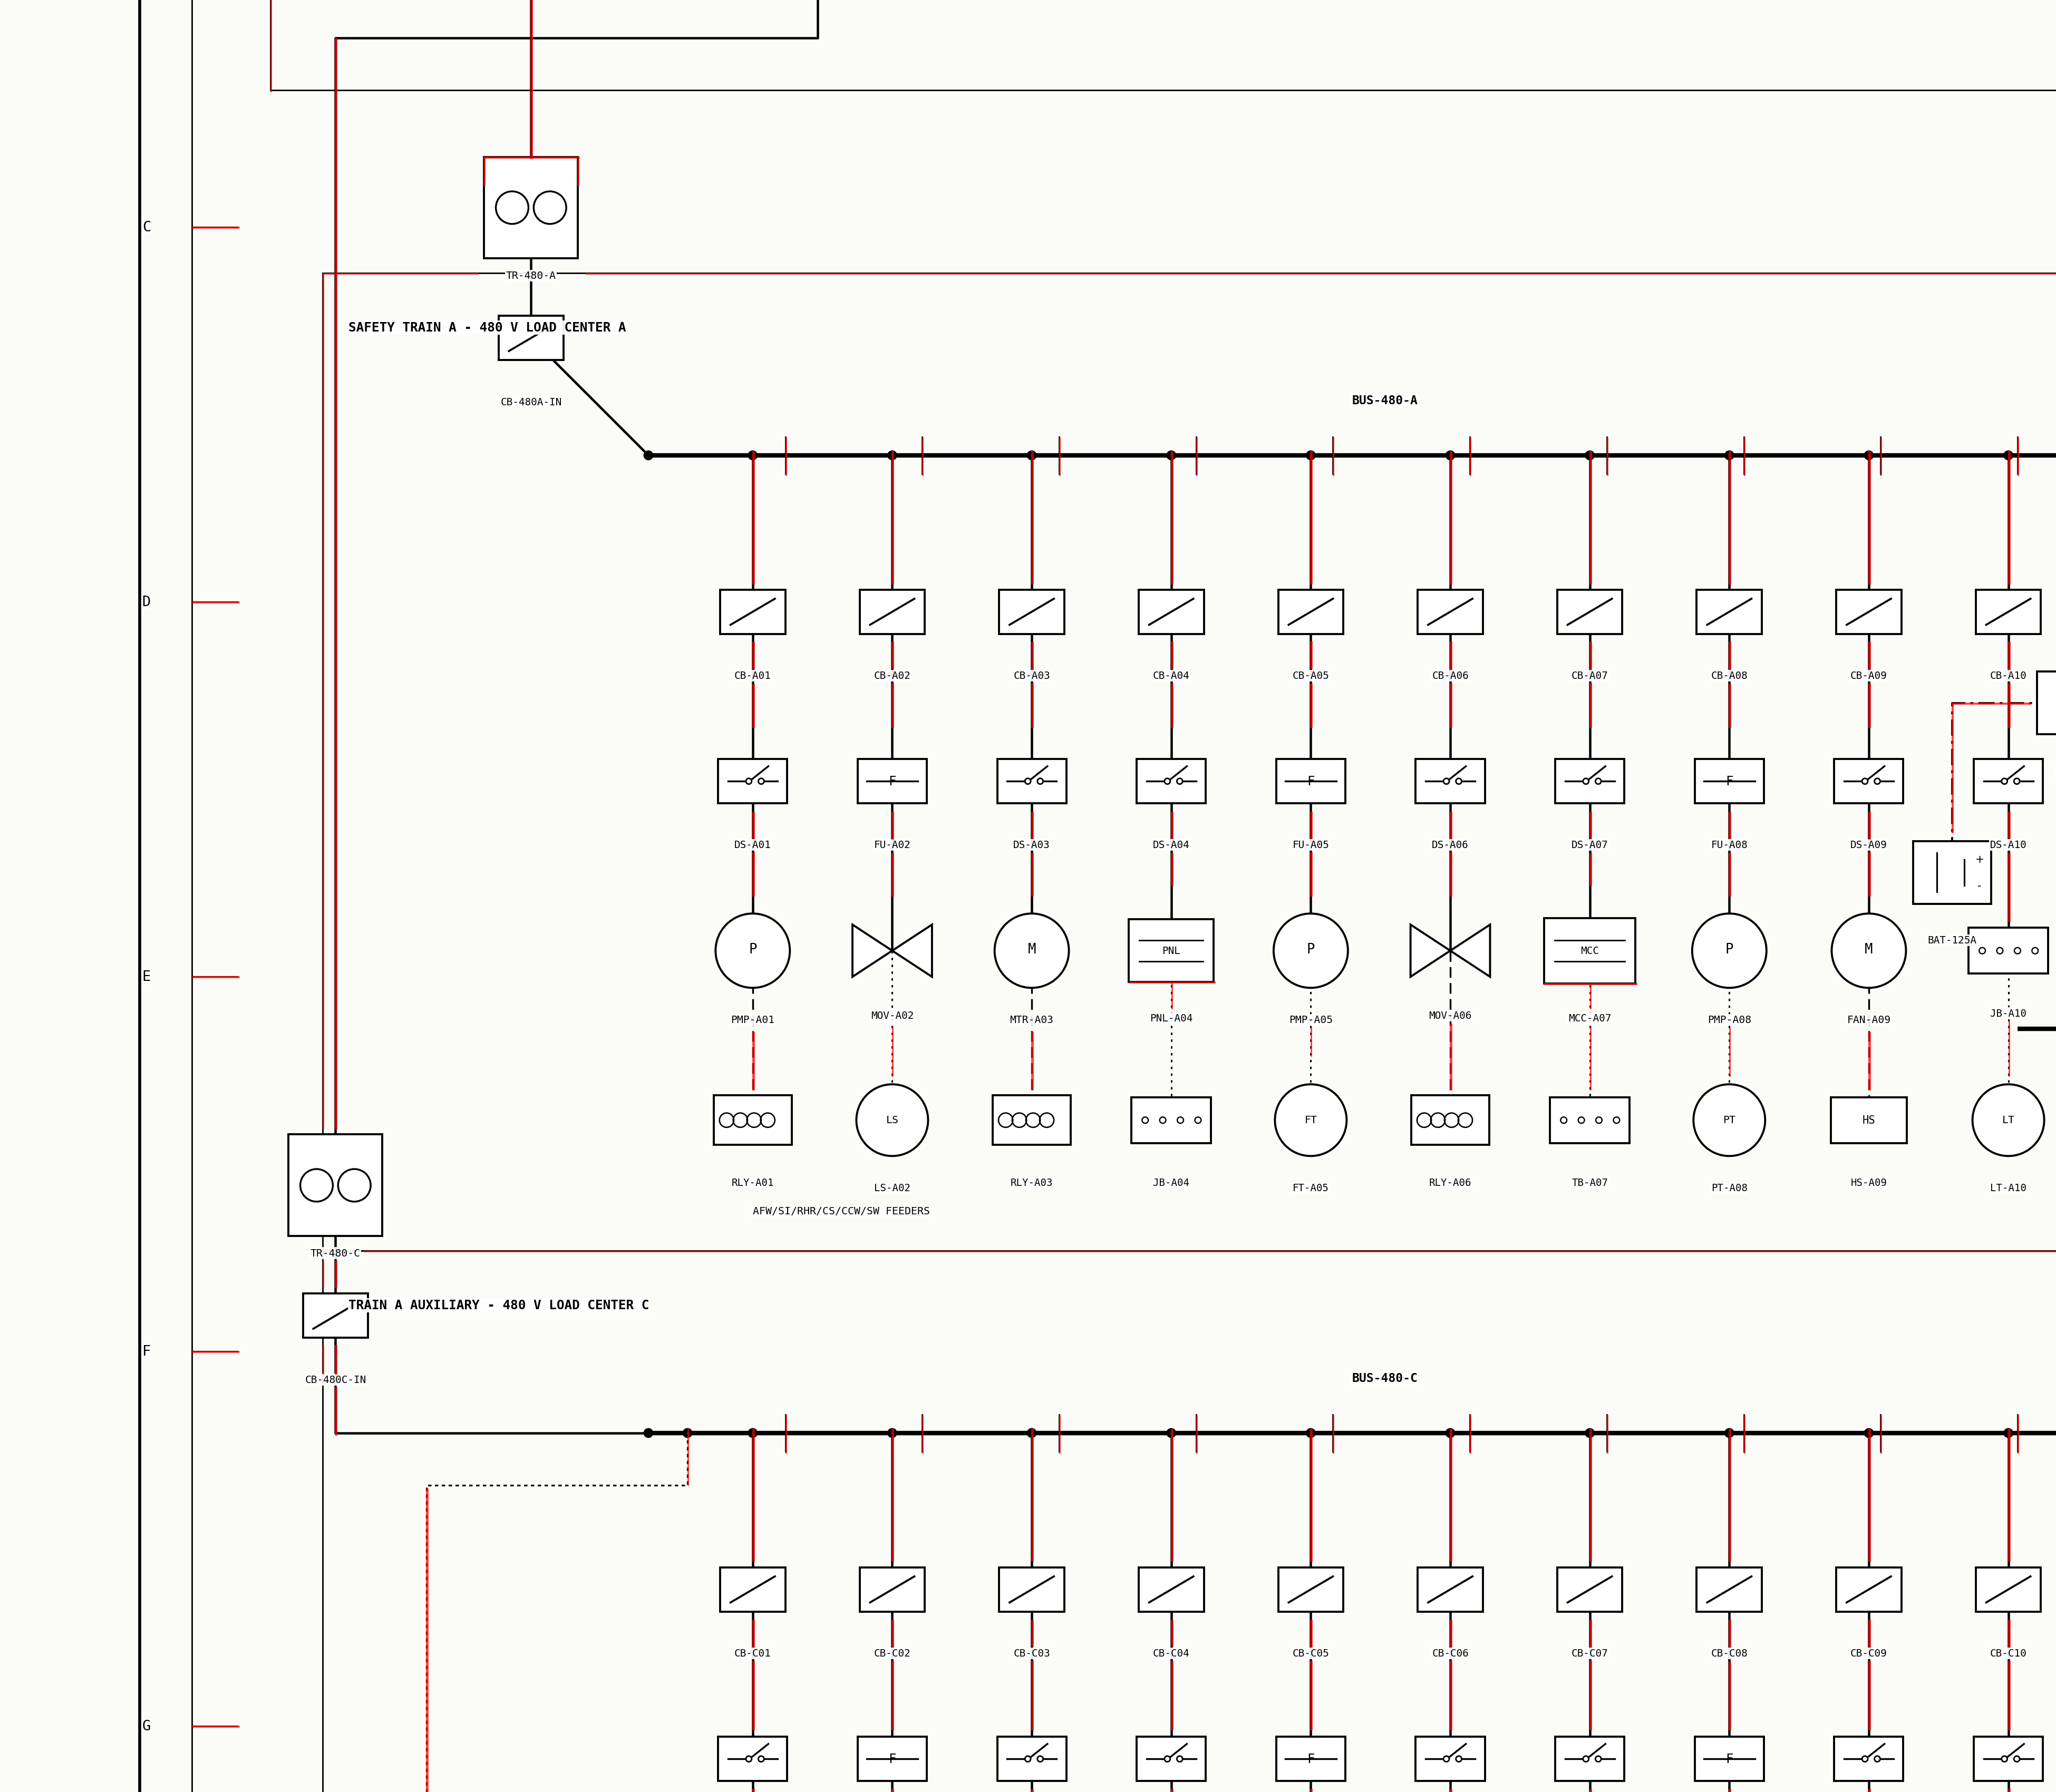 C
TR-480-A
SAFETY TRAIN A - 480 V LOAD CENTER A
CB-480A-IN
BUS-480-A
D
CB-A01 CB-A02 CB-A03 CB-A04 CB-A05 CB-A06 CB-A07 CB-A08 CB-A09 CB-A10
F F F
DS-A01 FU-A02 DS-A03 DS-A04 FU-A05 DS-A06 DS-A07 FU-A08 DS-A09 DS-A10
+
-
BAT-125A
E
P M PNL P MCC P M
PMP-A01 MOV-A02 MTR-A03 PNL-A04 PMP-A05 MOV-A06 MCC-A07 PMP-A08 FAN-A09 JB-A10
LS FT PT HS LT
RLY-A01 LS-A02 RLY-A03 JB-A04 FT-A05 RLY-A06 TB-A07 PT-A08 HS-A09 LT-A10
AFW/SI/RHR/CS/CCW/SW FEEDERS
TR-480-C
TRAIN A AUXILIARY - 480 V LOAD CENTER C
F
CB-480C-IN
BUS-480-C
CB-C01 CB-C02 CB-C03 CB-C04 CB-C05 CB-C06 CB-C07 CB-C08 CB-C09 CB-C10
G
F F F